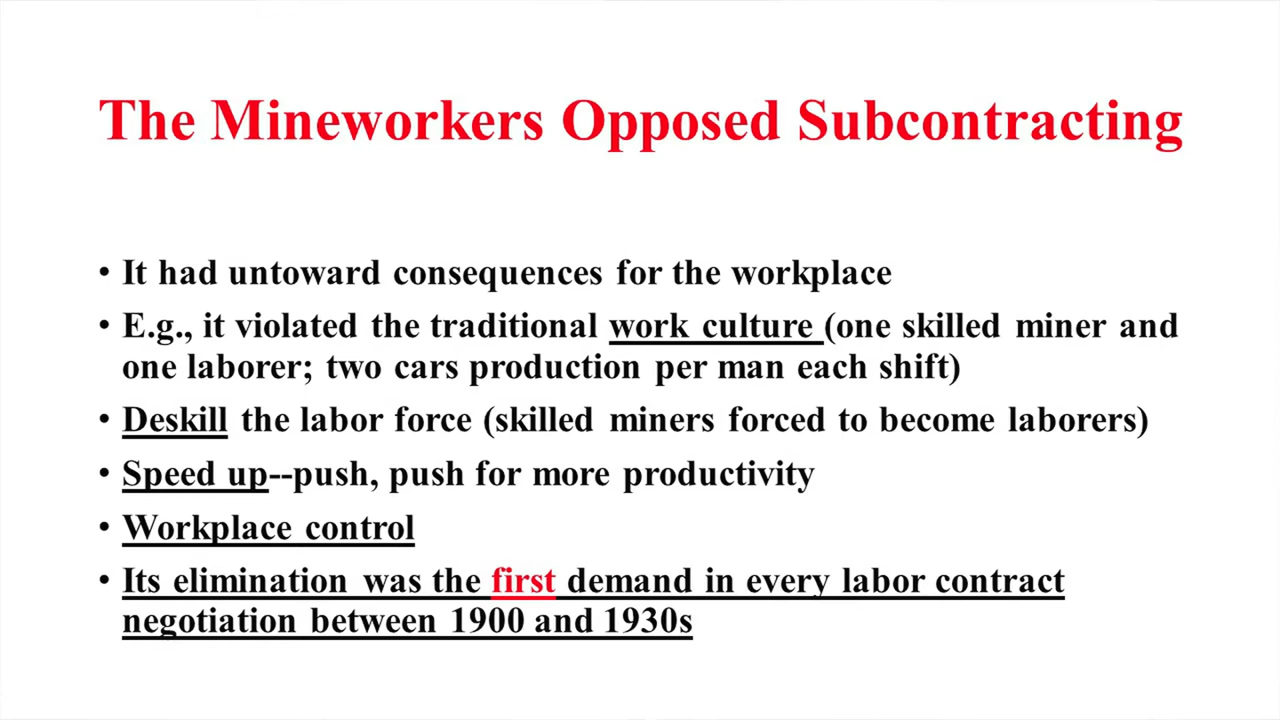 The Mineworkers Opposed Subcontracting
• It had untoward consequences for the workplace
• E.g., it violated the traditional work culture (one skilled miner and
one laborer; two cars production per man each shift)
• Deskill the labor force (skilled miners forced to become laborers)
• Speed up--push, push for more productivity
• Workplace control
• Its elimination was the first demand in every labor contract
negotiation between 1900 and 1930s